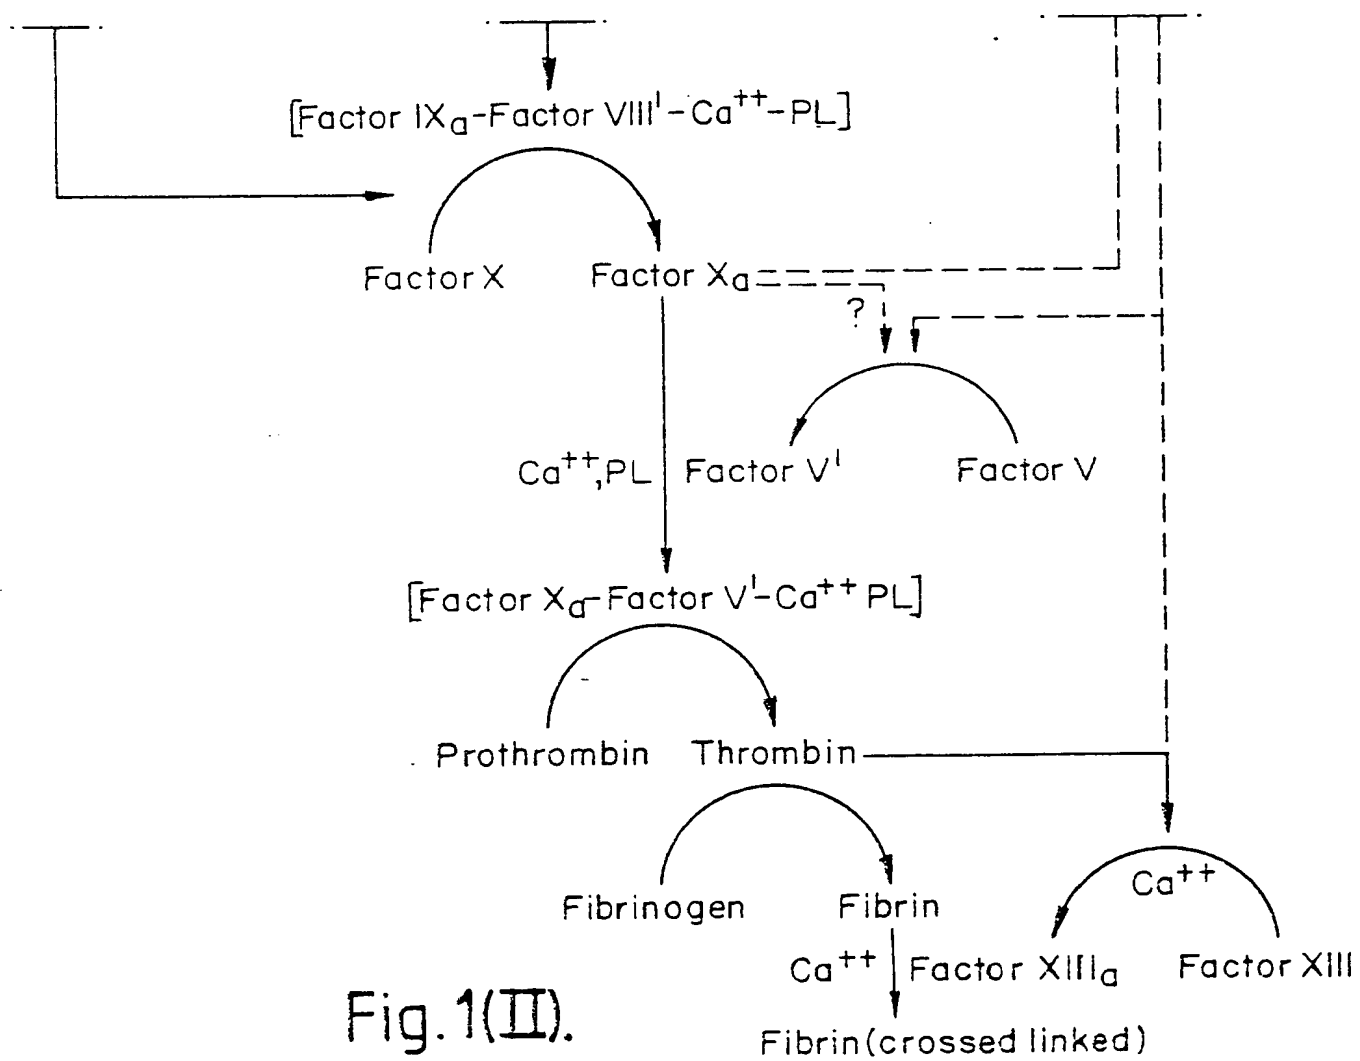 [Factor IXa-Factor VIII'-Ca++-PL]
Factor X Factor Xa
?
Ca++,PL Factor V' Factor V
[Factor Xa-Factor V'-Ca++ PL]
Prothrombin Thrombin
Ca++
Fibrinogen Fibrin
Ca++ Factor XIIIa Factor XIII
Fig.1(II).
Fibrin(crossed linked)